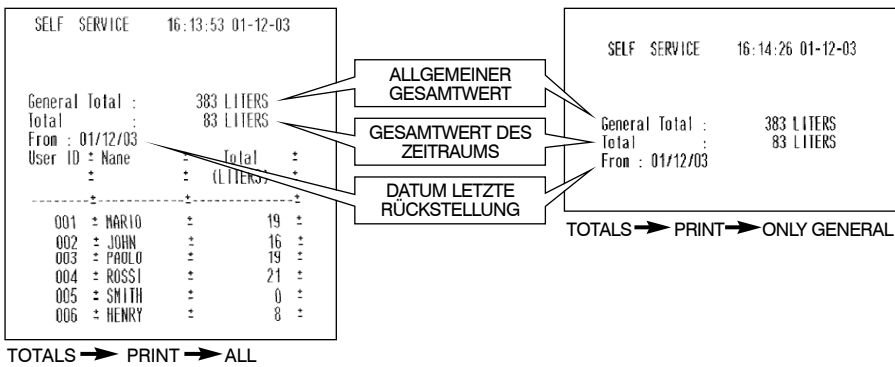 SELF SERVICE 16:13:53 01-12-03
General Total : 383 LITERS
Total : 83 LITERS
From : 01/12/03
User ID ± Name ± Total ±
± ± (LITERS) ±
----------±---------------±----------------±
001 ± MARIO ± 19 ±
002 ± JOHN ± 16 ±
003 ± PAOLO ± 19 ±
004 ± ROSSI ± 21 ±
005 ± SMITH ± 0 ±
006 ± HENRY ± 8 ±
TOTALS → PRINT → ALL
ALLGEMEINER
GESAMTWERT
GESAMTWERT DES
ZEITRAUMS
DATUM LETZTE
RÜCKSTELLUNG
SELF SERVICE 16:14:26 01-12-03
General Total : 383 LITERS
Total : 83 LITERS
From : 01/12/03
TOTALS → PRINT → ONLY GENERAL